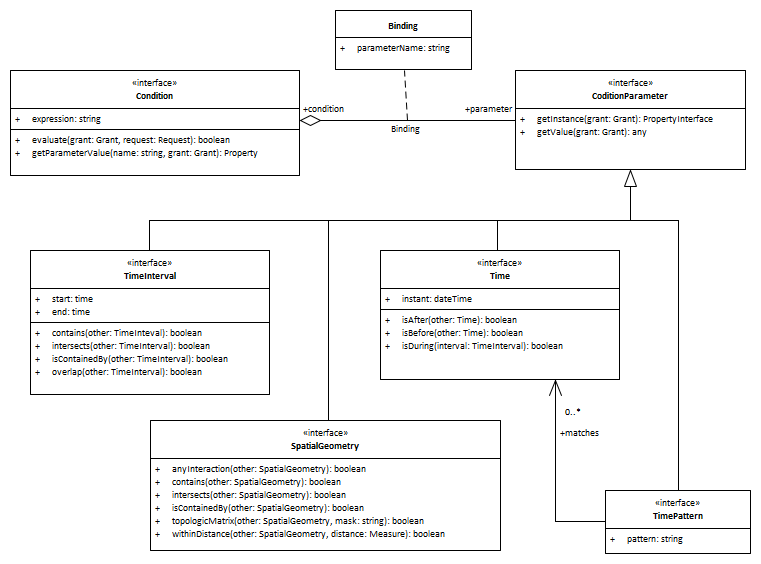 Binding
+ parameterName: string
«interface»
Condition
+ expression: string
+ evaluate(grant: Grant, request: Request): boolean
+ getParameterValue(name: string, grant: Grant): Property
+condition
+parameter
Binding
«interface»
CoditionParameter
+ getInstance(grant: Grant): PropertyInterface
+ getValue(grant: Grant): any
«interface»
TimeInterval
+ start: time
+ end: time
+ contains(other: TimeInteval): boolean
+ intersects(other: TimeInterval): boolean
+ isContainedBy(other: TimeInterval): boolean
+ overlap(other: TimeInterval): boolean
«interface»
Time
+ instant: dateTime
+ isAfter(other: Time): boolean
+ isBefore(other: Time): boolean
+ isDuring(interval: TimeInterval): boolean
0..*
+matches
«interface»
SpatialGeometry
+ anyInteraction(other: SpatialGeometry): boolean
+ contains(other: SpatialGeometry): boolean
+ intersects(other: SpatialGeometry): boolean
+ isContainedBy(other: SpatialGeometry): boolean
+ topologicMatrix(other: SpatialGeometry, mask: string): boolean
+ withinDistance(other: SpatialGeometry, distance: Measure): boolean
«interface»
TimePattern
+ pattern: string